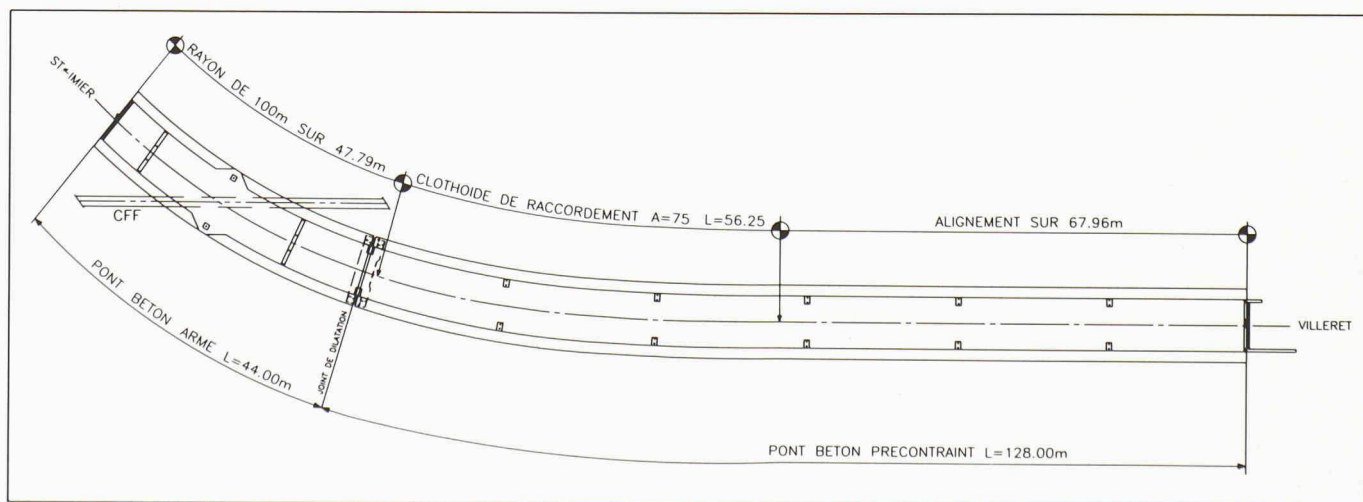 ST-IMIER
RAYON DE 100m SUR 47.79m
CLOTHOIDE DE RACCORDEMENT A=75 L=56.25
ALIGNEMENT SUR 67.96m
CFF
VILLERET
PONT BETON ARME L=44.00m
JOINT DE DILATATION
PONT BETON PRECONTRAINT L=128.00m